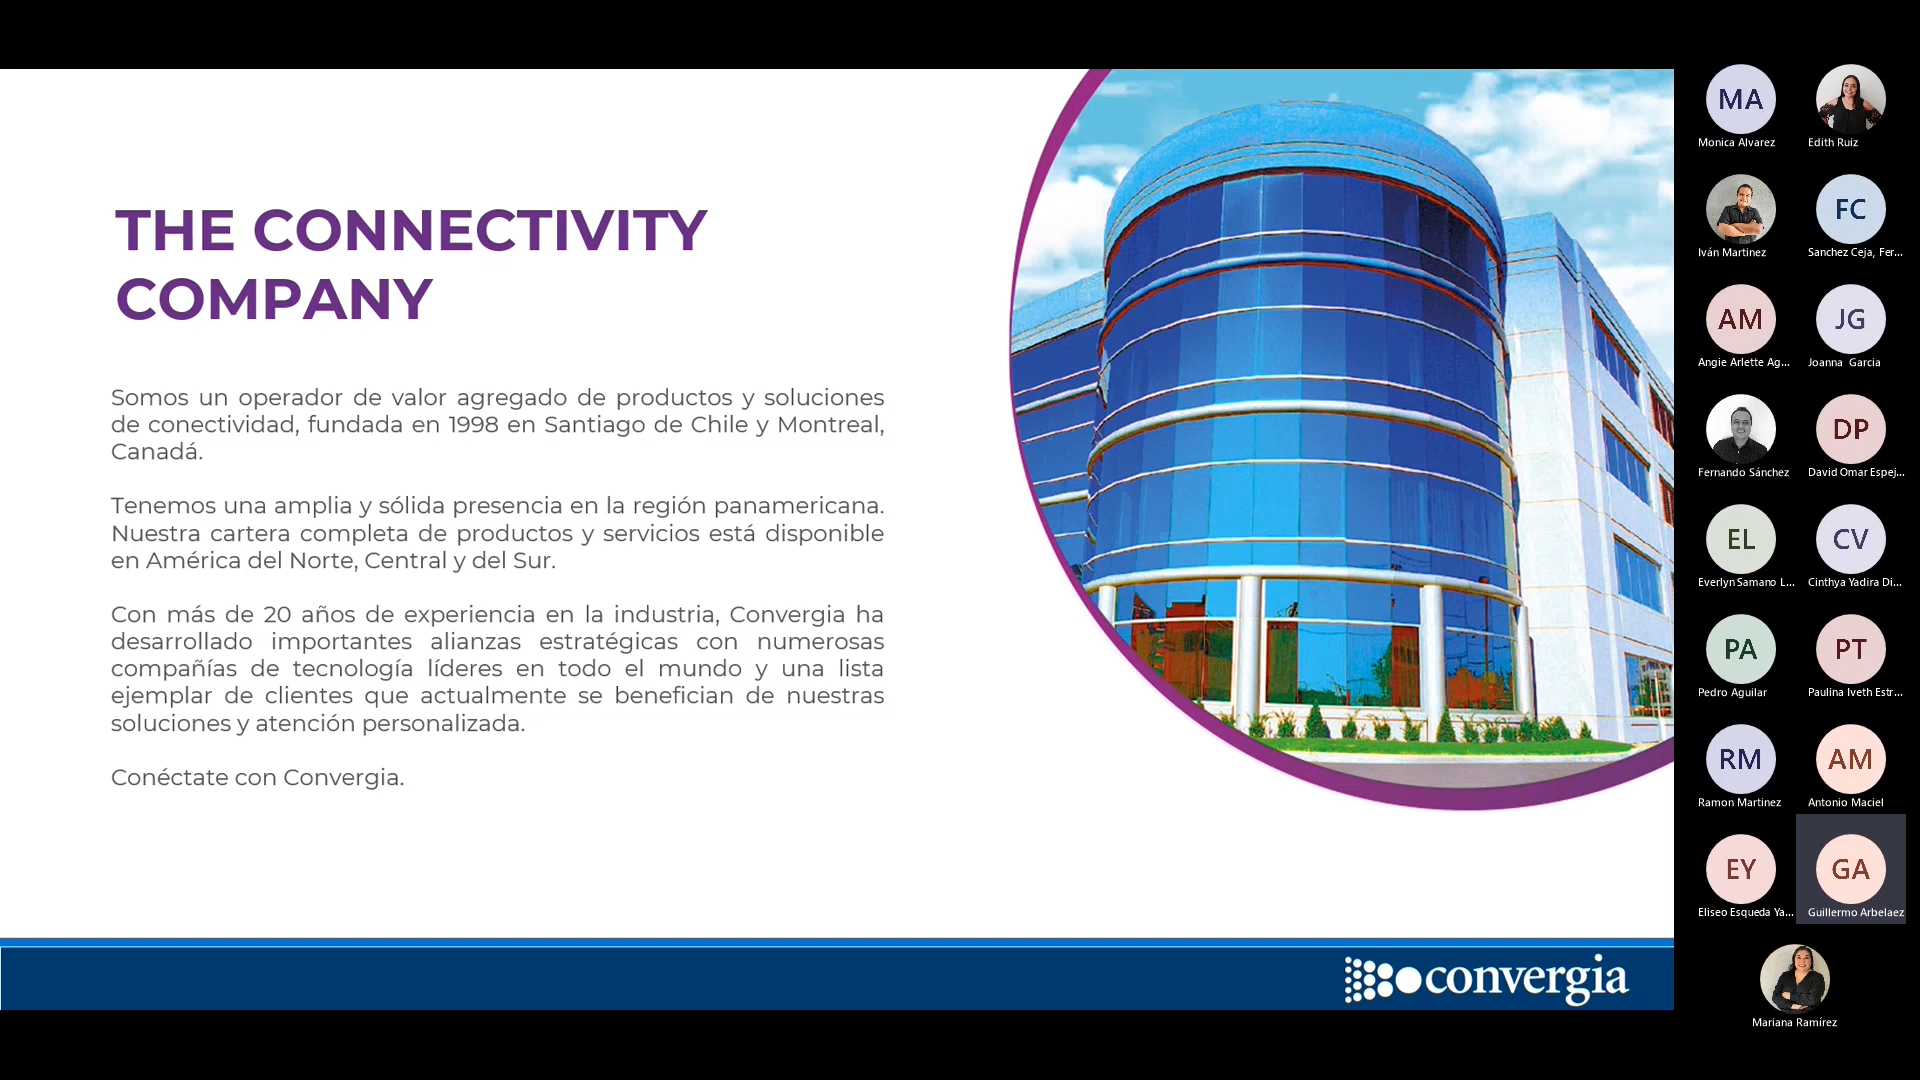 THE CONNECTIVITY
COMPANY
Somos un operador de valor agregado de productos y soluciones
de conectividad, fundada en 1998 en Santiago de Chile y Montreal,
Canadá.
Tenemos una amplia y sólida presencia en la región panamericana.
Nuestra cartera completa de productos y servicios está disponible
en América del Norte, Central y del Sur.
Con más de 20 años de experiencia en la industria, Convergia ha
desarrollado importantes alianzas estratégicas con numerosas
compañías de tecnología líderes en todo el mundo y una lista
ejemplar de clientes que actualmente se benefician de nuestras
soluciones y atención personalizada.
Conéctate con Convergia.
convergia
MA
Monica Alvarez
Edith Ruiz
Iván Martinez
FC
Sanchez Ceja, Fer...
AM
Angie Arlette Ag...
JG
Joanna Garcia
Fernando Sánchez
DP
David Omar Espej...
EL
Everlyn Samano L...
CV
Cinthya Yadira Di...
PA
Pedro Aguilar
PT
Paulina Iveth Estr...
RM
Ramon Martinez
AM
Antonio Maciel
EY
Eliseo Esqueda Ya...
GA
Guillermo Arbelaez
Mariana Ramírez